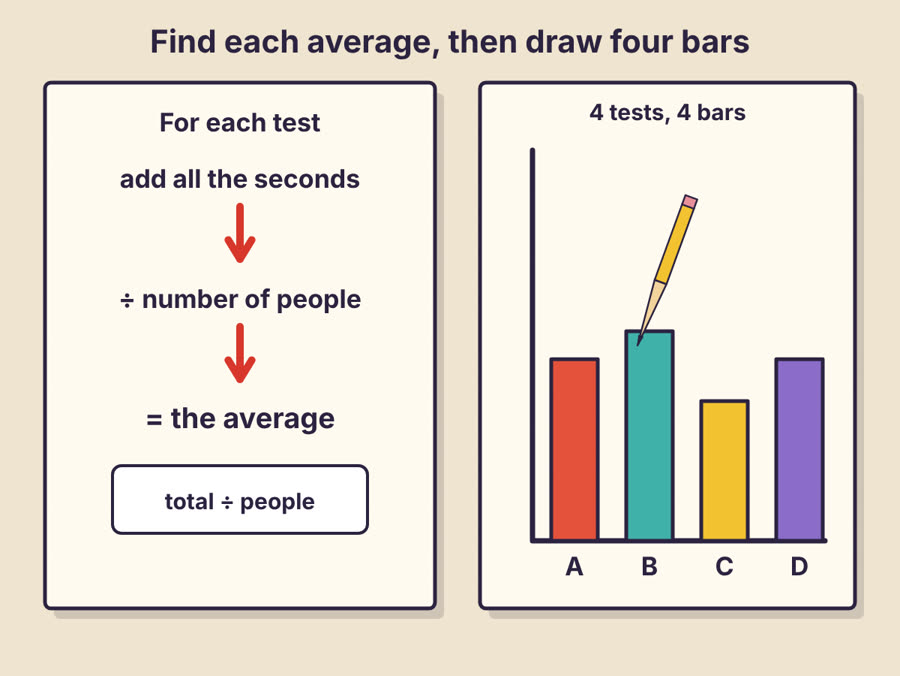 Find each average, then draw four bars
For each test
add all the seconds
÷ number of people
= the average
total ÷ people
4 tests, 4 bars
A B C D